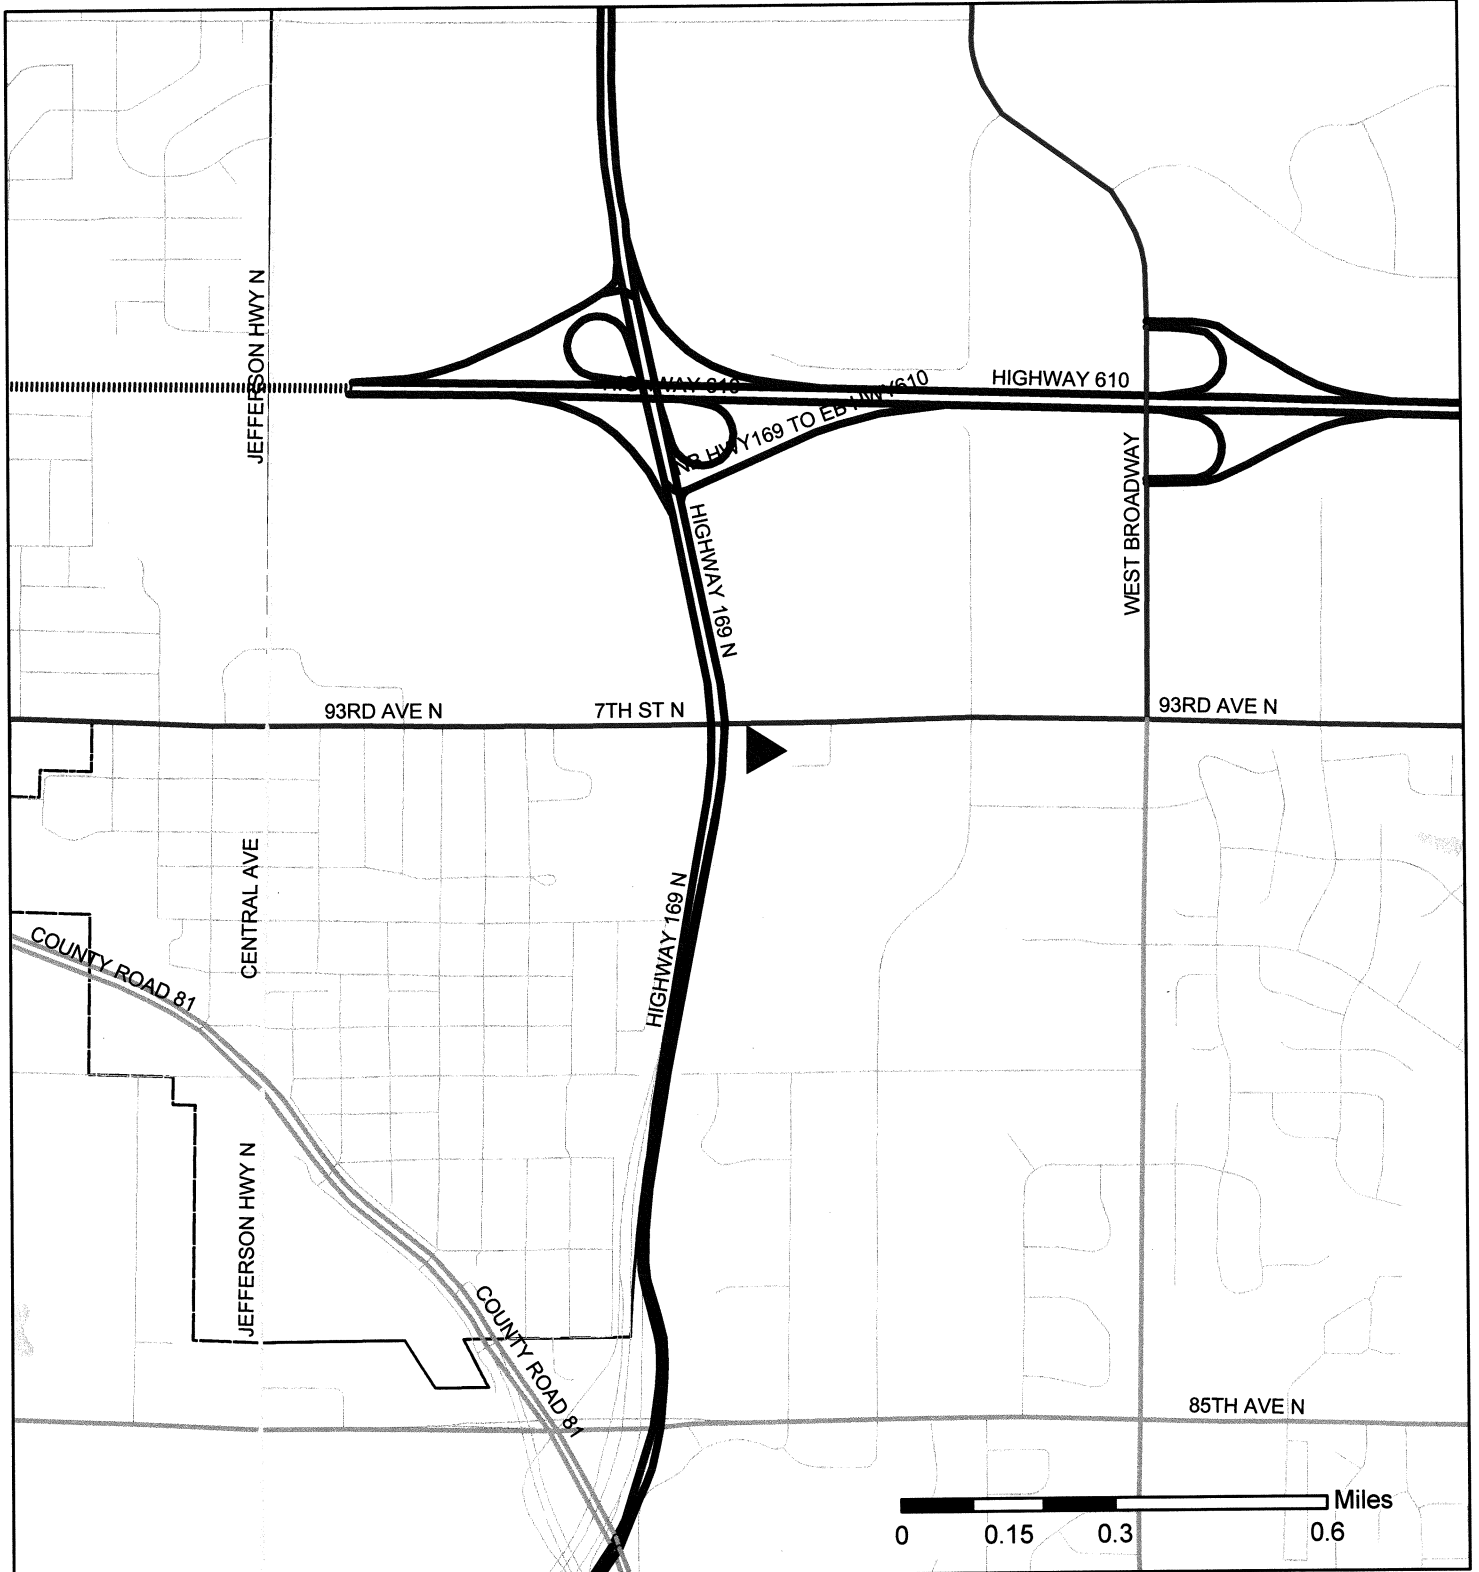 JEFFERSON HWY N
HIGHWAY 610
HIGHWAY 610
NB HWY169 TO EB HWY610
WEST BROADWAY
HIGHWAY 169 N
93RD AVE N
7TH ST N
93RD AVE N
CENTRAL AVE
HIGHWAY 169 N
COUNTY ROAD 81
JEFFERSON HWY N
COUNTY ROAD 81
85TH AVE N
Miles
0 0.15 0.3 0.6